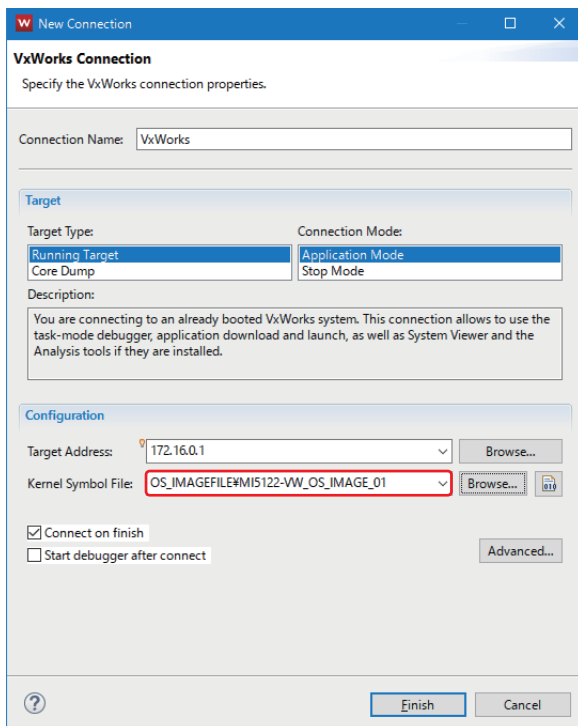 W New Connection
VxWorks Connection
Specify the VxWorks connection properties.
Connection Name: VxWorks
Target
Target Type: Connection Mode:
Running Target Application Mode
Core Dump Stop Mode
Description:
You are connecting to an already booted VxWorks system. This connection allows to use the
task-mode debugger, application download and launch, as well as System Viewer and the
Analysis tools if they are installed.
Configuration
Target Address: 172.16.0.1 Browse...
Kernel Symbol File: OS_IMAGEFILE¥MI5122-VW_OS_IMAGE_01 Browse... 010
Connect on finish
Start debugger after connect Advanced...
? Finish Cancel